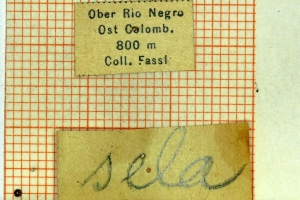 Ober Rio Negro
Ost Colomb.
800 m
Coll. Fassl
sela